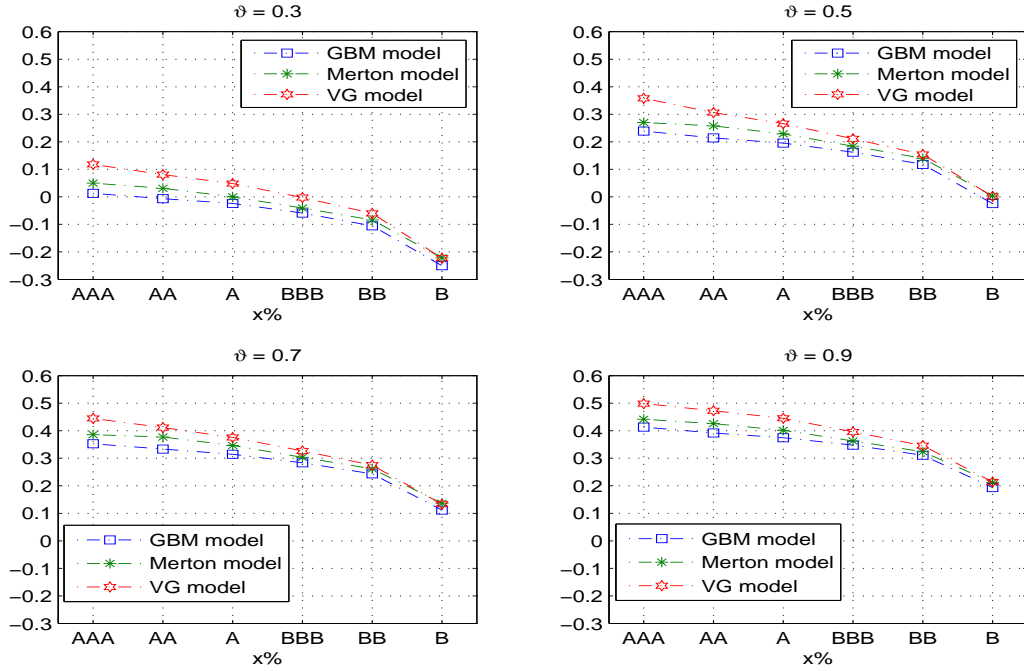 ϑ = 0.3
0.6
0.5
0.4
0.3
0.2
0.1
0
−0.1
−0.2
−0.3
GBM model
Merton model
VG model
AAA AA A BBB BB B
x%
ϑ = 0.5
0.6
0.5
0.4
0.3
0.2
0.1
0
−0.1
−0.2
−0.3
GBM model
Merton model
VG model
AAA AA A BBB BB B
x%
ϑ = 0.7
0.6
0.5
0.4
0.3
0.2
0.1
0
−0.1
−0.2
−0.3
GBM model
Merton model
VG model
AAA AA A BBB BB B
x%
ϑ = 0.9
0.6
0.5
0.4
0.3
0.2
0.1
0
−0.1
−0.2
−0.3
GBM model
Merton model
VG model
AAA AA A BBB BB B
x%